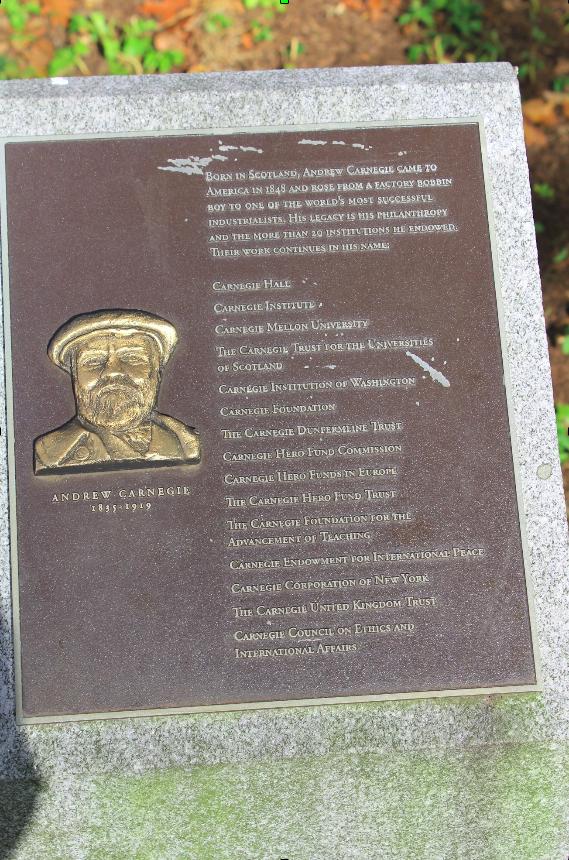 BORN IN SCOTLAND, ANDREW CARNEGIE CAME TO
AMERICA IN 1848 AND ROSE FROM A FACTORY BOBBIN
BOY TO ONE OF THE WORLD'S MOST SUCCESSFUL
INDUSTRIALISTS. HIS LEGACY IS HIS PHILANTHROPY
AND THE MORE THAN 20 INSTITUTIONS HE ENDOWED.
THEIR WORK CONTINUES IN HIS NAME:
CARNEGIE HALL
CARNEGIE INSTITUTE
CARNEGIE MELLON UNIVERSITY
THE CARNEGIE TRUST FOR THE UNIVERSITIES
OF SCOTLAND
CARNEGIE INSTITUTION OF WASHINGTON
CARNEGIE FOUNDATION
THE CARNEGIE DUNFERMLINE TRUST
CARNEGIE HERO FUND COMMISSION
CARNEGIE HERO FUNDS IN EUROPE
THE CARNEGIE HERO FUND TRUST
THE CARNEGIE FOUNDATION FOR THE
ADVANCEMENT OF TEACHING
CARNEGIE ENDOWMENT FOR INTERNATIONAL PEACE
CARNEGIE CORPORATION OF NEW YORK
THE CARNEGIE UNITED KINGDOM TRUST
CARNEGIE COUNCIL ON ETHICS AND
INTERNATIONAL AFFAIRS
ANDREW CARNEGIE
1835-1919